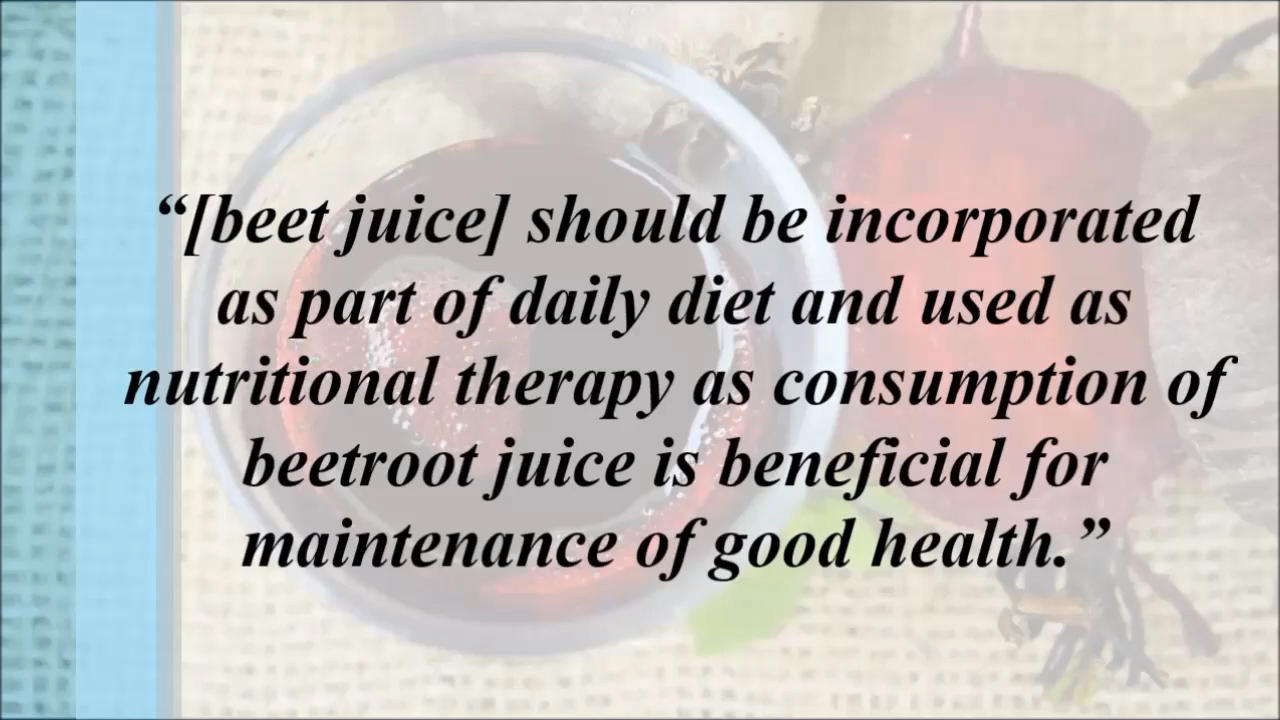 “[beet juice] should be incorporated
as part of daily diet and used as
nutritional therapy as consumption of
beetroot juice is beneficial for
maintenance of good health.”